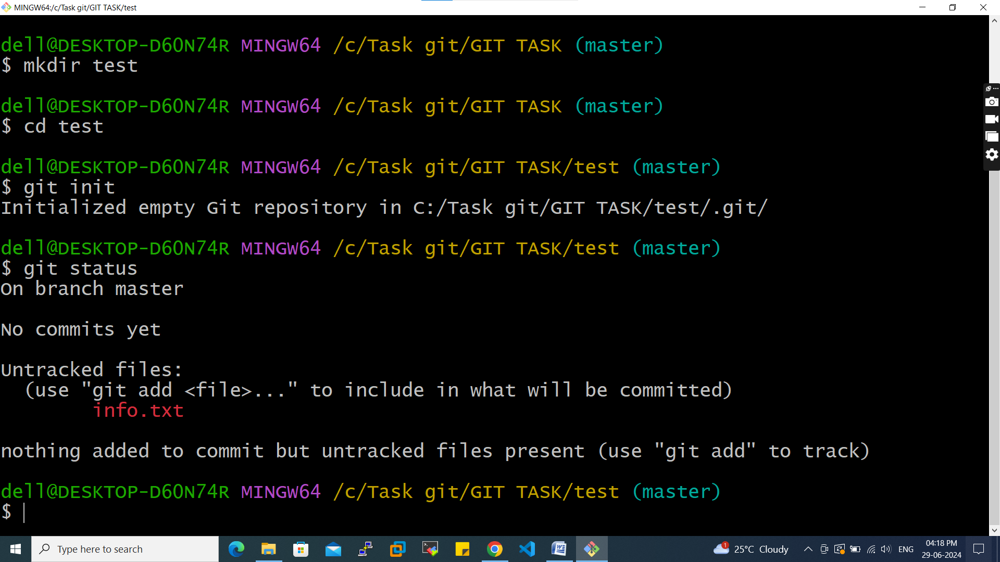 MINGW64:/c/Task git/GIT TASK/test
dell@DESKTOP-D60N74R MINGW64 /c/Task git/GIT TASK (master)
$ mkdir test
dell@DESKTOP-D60N74R MINGW64 /c/Task git/GIT TASK (master)
$ cd test
dell@DESKTOP-D60N74R MINGW64 /c/Task git/GIT TASK/test (master)
$ git init
Initialized empty Git repository in C:/Task git/GIT TASK/test/.git/
dell@DESKTOP-D60N74R MINGW64 /c/Task git/GIT TASK/test (master)
$ git status
On branch master
No commits yet
Untracked files:
(use "git add <file>..." to include in what will be committed)
info.txt
nothing added to commit but untracked files present (use "git add" to track)
dell@DESKTOP-D60N74R MINGW64 /c/Task git/GIT TASK/test (master)
$
Type here to search
1
25°C Cloudy
ENG
04:18 PM
29-06-2024